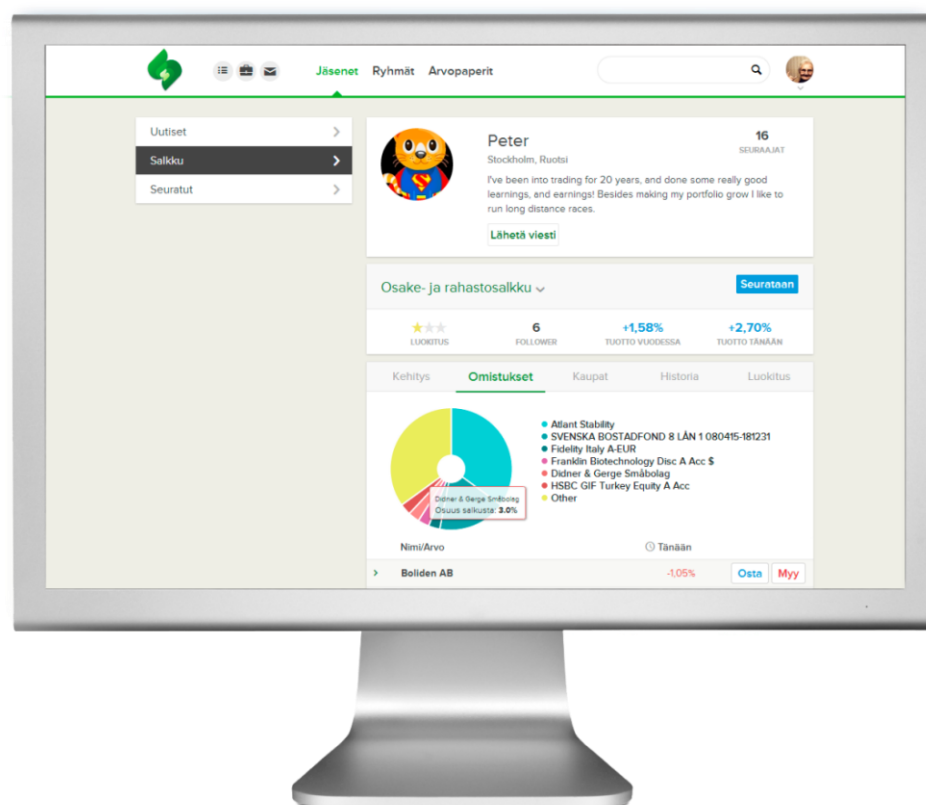 Jäsenet Ryhmät Arvopaperit
Uutiset
Salkku
Seuratut
Peter
Stockholm, Ruotsi
16
SEURAAJAT
I've been into trading for 20 years, and done some really good
learnings, and earnings! Besides making my portfolio grow I like to
run long distance races.
Lähetä viesti
Osake- ja rahastosalkku
Seurataan
LUOKITUS
6
FOLLOWER
+1,58%
TUOTTO VUODESSA
+2,70%
TUOTTO TÄNÄÄN
Kehitys Omistukset Kaupat Historia Luokitus
Atlant Stability
SVENSKA BOSTADFOND 8 LÅN 1 080415-181231
Fidelity Italy A-EUR
Franklin Biotechnology Disc A Acc $
Didner & Gerge Småbolag
HSBC GIF Turkey Equity A Acc
Other
Didner & Gerge Småbolag
Osuus salkusta: 3.0%
Nimi/Arvo Tänään
Boliden AB -1,05% Osta Myy